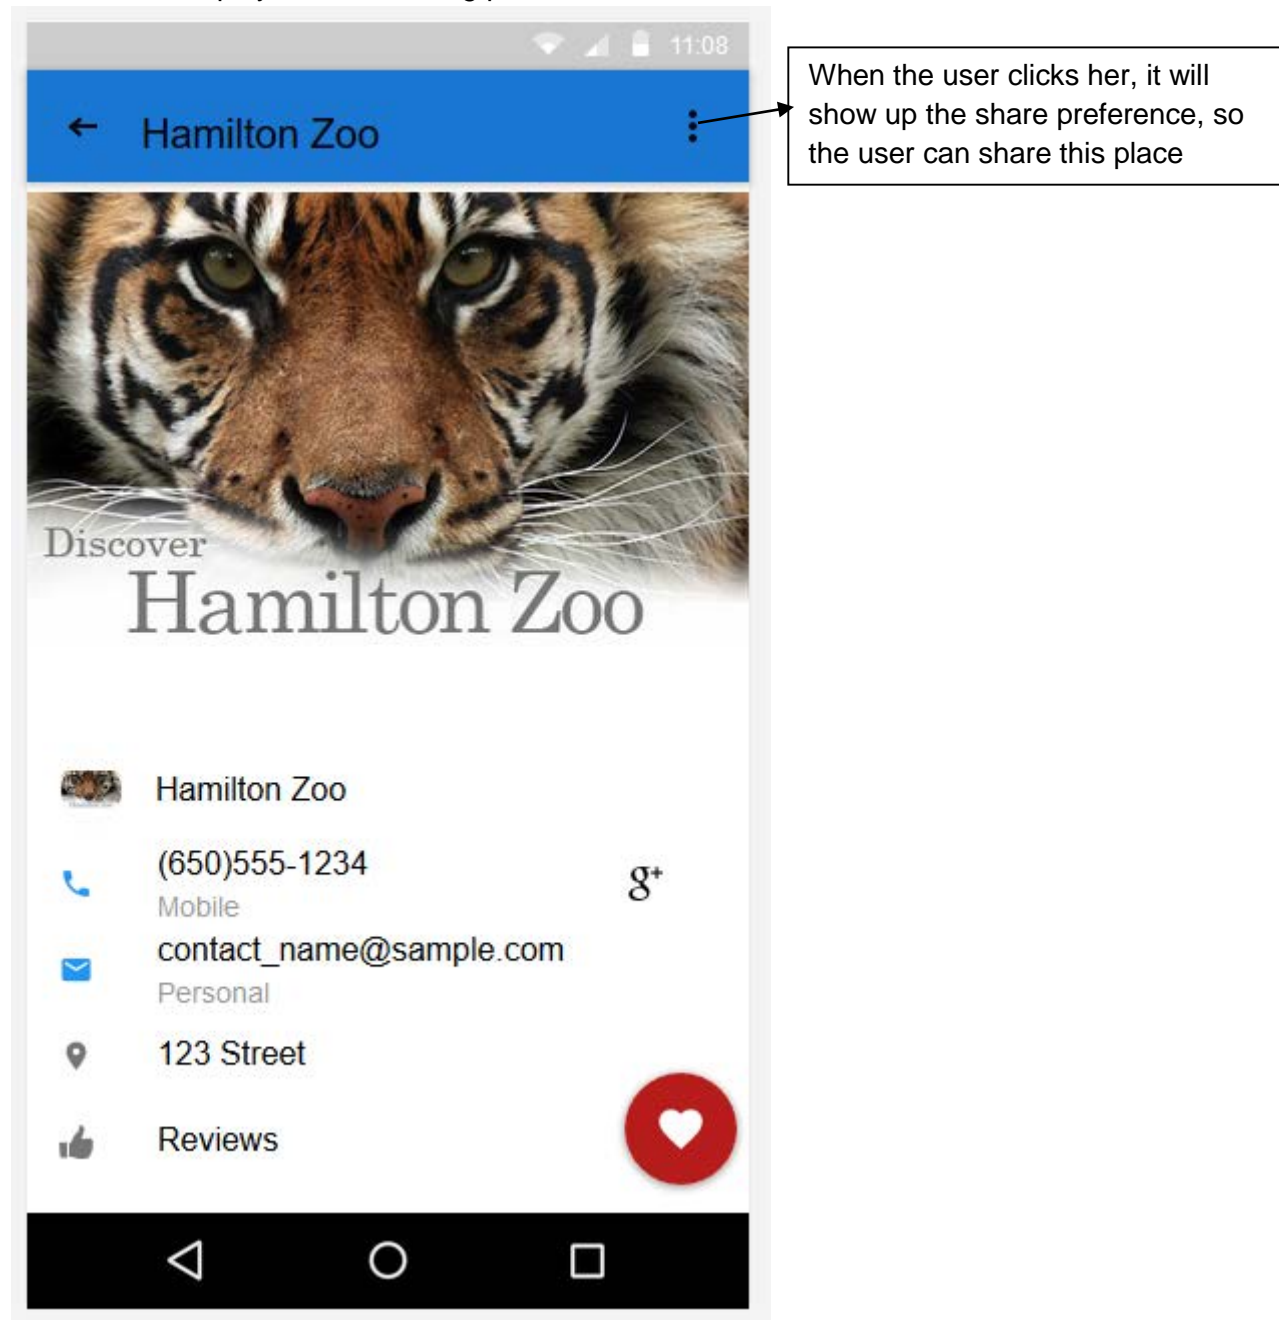 11:08
Hamilton Zoo
When the user clicks her, it will
show up the share preference, so
the user can share this place
Discover
Hamilton Zoo
Hamilton Zoo
(650)555-1234
g+
Mobile
contact_name@sample.com
Personal
123 Street
Reviews